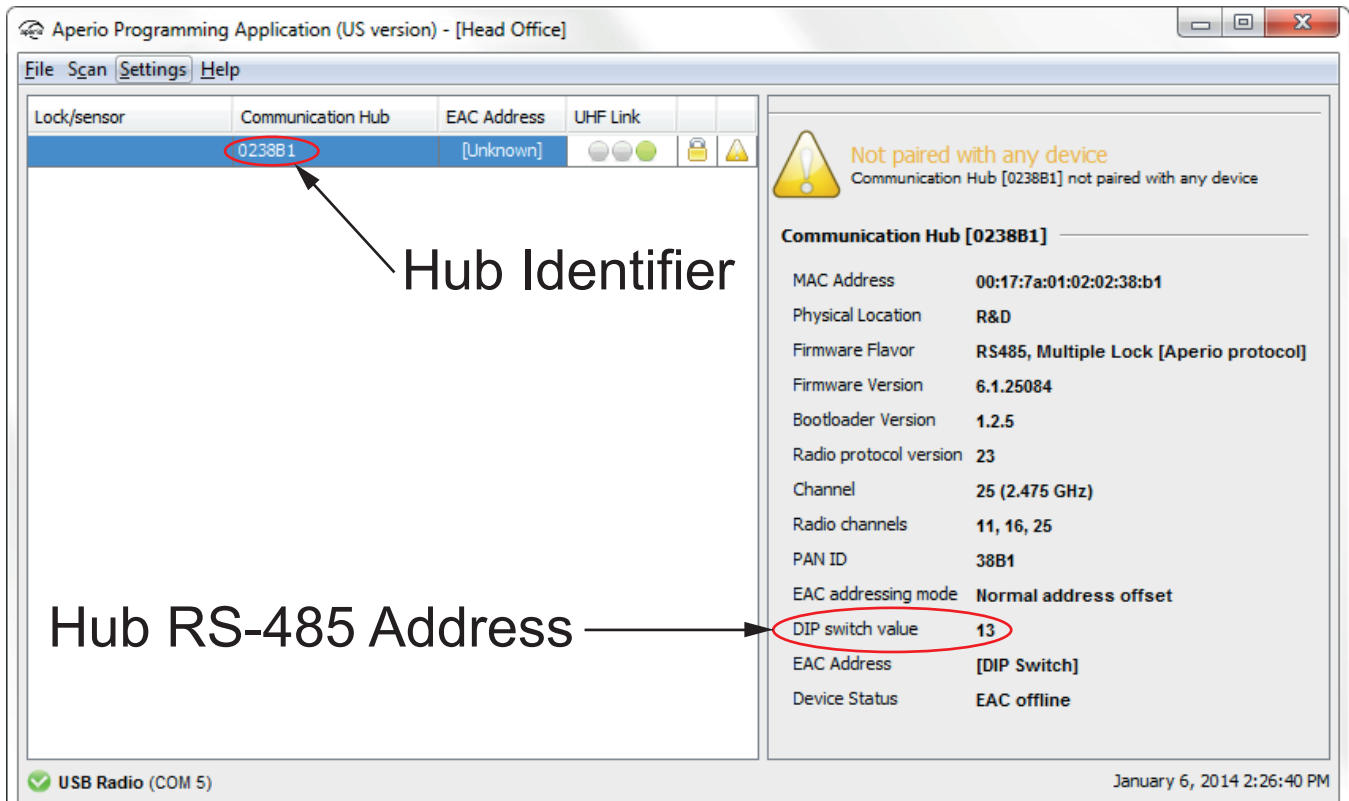 Aperio Programming Application (US version) - [Head Office]
File Scan Settings Help
Lock/sensor Communication Hub EAC Address UHF Link
0238B1 [Unknown]
Hub Identifier
Hub RS-485 Address
Not paired with any device
Communication Hub [0238B1] not paired with any device
Communication Hub [0238B1]
MAC Address 00:17:7a:01:02:02:38:b1
Physical Location R&D
Firmware Flavor RS485, Multiple Lock [Aperio protocol]
Firmware Version 6.1.25084
Bootloader Version 1.2.5
Radio protocol version 23
Channel 25 (2.475 GHz)
Radio channels 11, 16, 25
PAN ID 38B1
EAC addressing mode Normal address offset
DIP switch value 13
EAC Address [DIP Switch]
Device Status EAC offline
USB Radio (COM 5) January 6, 2014 2:26:40 PM